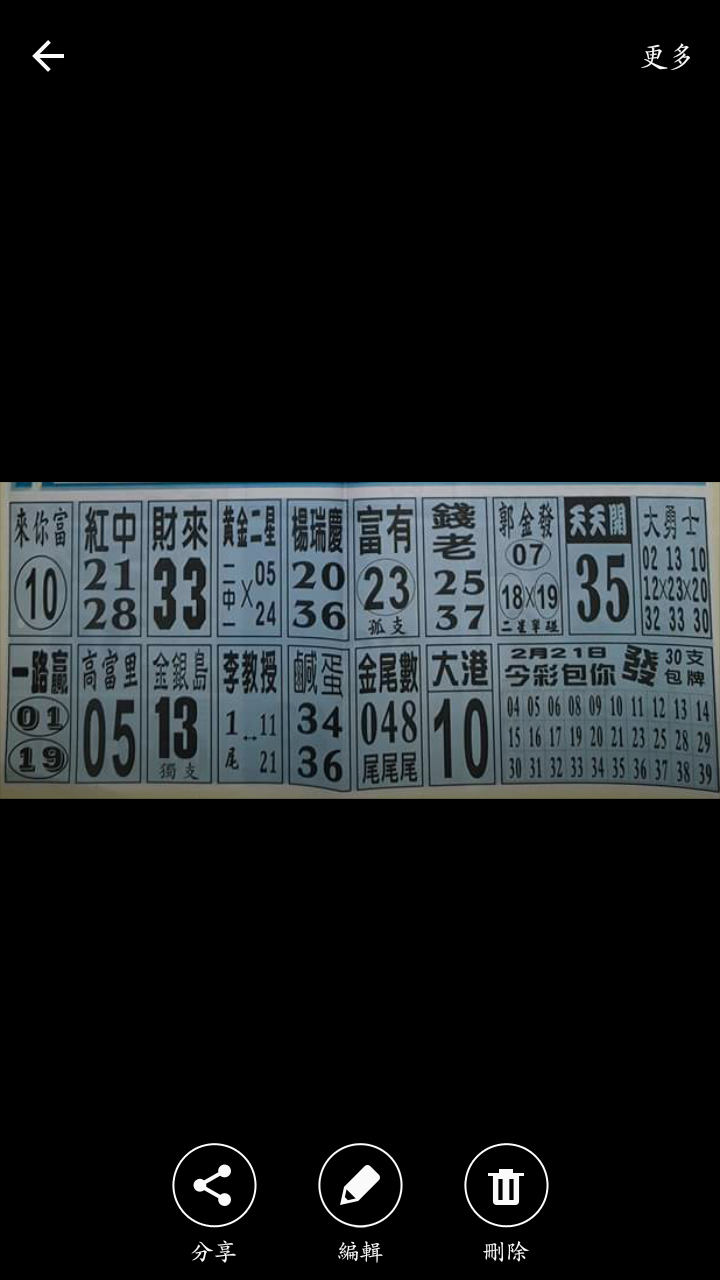 更多
來你富
10
紅中
21
28
財來
33
黃金二星
二中一 × 05 24
楊瑞慶
20
36
富有
23
孤支
錢老
25
37
郭金發
07
18×19
二星單碰
天天開
35
大勇士
02 13 10
12×23×20
32 33 30
一路贏
01
19
高富里
05
金銀島
13
獨支
李教授
1尾↔11 21
鹹蛋
34
36
金尾數
048
尾尾尾
大港
10
2月21日
今彩包你發
30支
包牌
04 05 06 08 09 10 11 12 13 14
15 16 17 19 20 21 23 25 28 29
30 31 32 33 34 35 36 37 38 39
分享
編輯
刪除